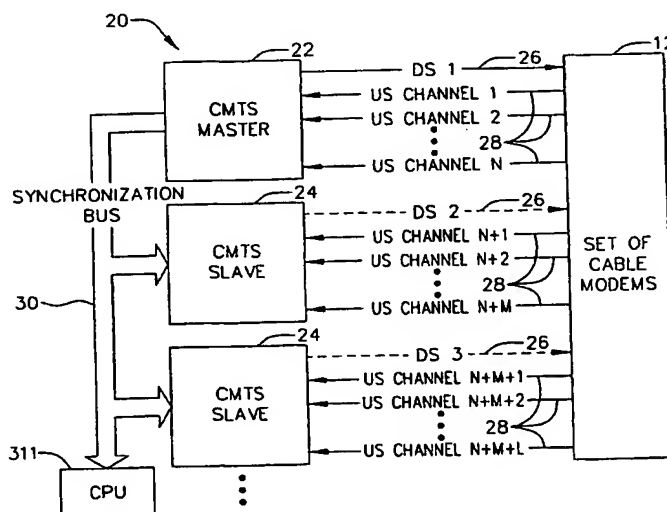 20
22
12
CMTS
MASTER
DS 1
26
US CHANNEL 1
US CHANNEL 2
28
US CHANNEL N
SYNCHRONIZATION
BUS
24
DS 2
26
CMTS
SLAVE
US CHANNEL N+1
US CHANNEL N+2
28
US CHANNEL N+M
SET OF
CABLE
MODEMS
30
24
DS 3
26
CMTS
SLAVE
US CHANNEL N+M+1
US CHANNEL N+M+2
28
US CHANNEL N+M+L
311
CPU